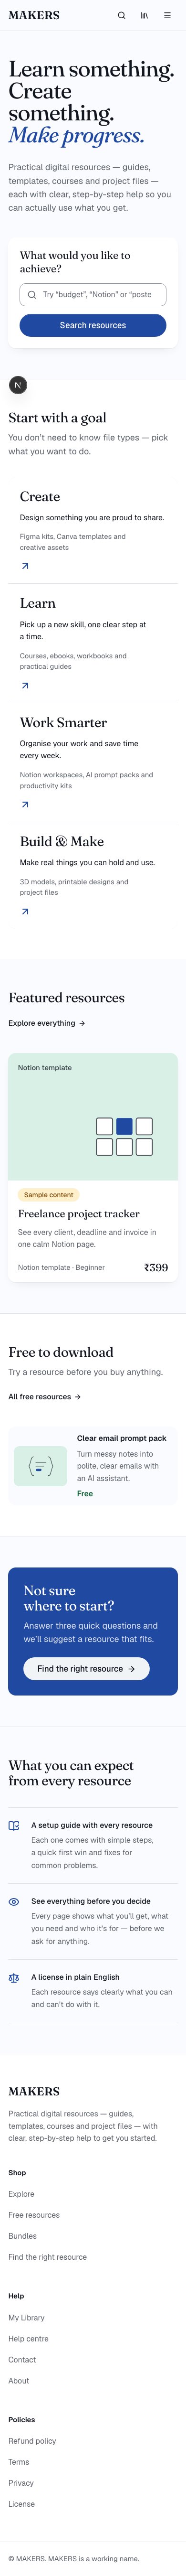 MAKERS
Learn something.
Create
something.
Make progress.
Practical digital resources — guides,
templates, courses and project files —
each with clear, step-by-step help so you
can actually use what you get.
What would you like to
achieve?
Try “budget”, “Notion” or “poste
Search resources
N
Start with a goal
You don’t need to know file types — pick
what you want to do.
Create
Design something you are proud to share.
Figma kits, Canva templates and
creative assets
Learn
Pick up a new skill, one clear step at
a time.
Courses, ebooks, workbooks and
practical guides
Work Smarter
Organise your work and save time
every week.
Notion workspaces, AI prompt packs and
productivity kits
Build & Make
Make real things you can hold and use.
3D models, printable designs and
project files
Featured resources
Explore everything →
Notion template
Sample content
Freelance project tracker
See every client, deadline and invoice in
one calm Notion page.
Notion template · Beginner ₹399
Free to download
Try a resource before you buy anything.
All free resources →
Clear email prompt pack
Turn messy notes into
polite, clear emails with
an AI assistant.
Free
Not sure
where to start?
Answer three quick questions and
we’ll suggest a resource that fits.
Find the right resource →
What you can expect
from every resource
A setup guide with every resource
Each one comes with simple steps,
a quick first win and fixes for
common problems.
See everything before you decide
Every page shows what you’ll get, what
you need and who it’s for — before we
ask for anything.
A license in plain English
Each resource says clearly what you can
and can’t do with it.
MAKERS
Practical digital resources — guides,
templates, courses and project files — with
clear, step-by-step help to get you started.
Shop
Explore
Free resources
Bundles
Find the right resource
Help
My Library
Help centre
Contact
About
Policies
Refund policy
Terms
Privacy
License
© MAKERS. MAKERS is a working name.